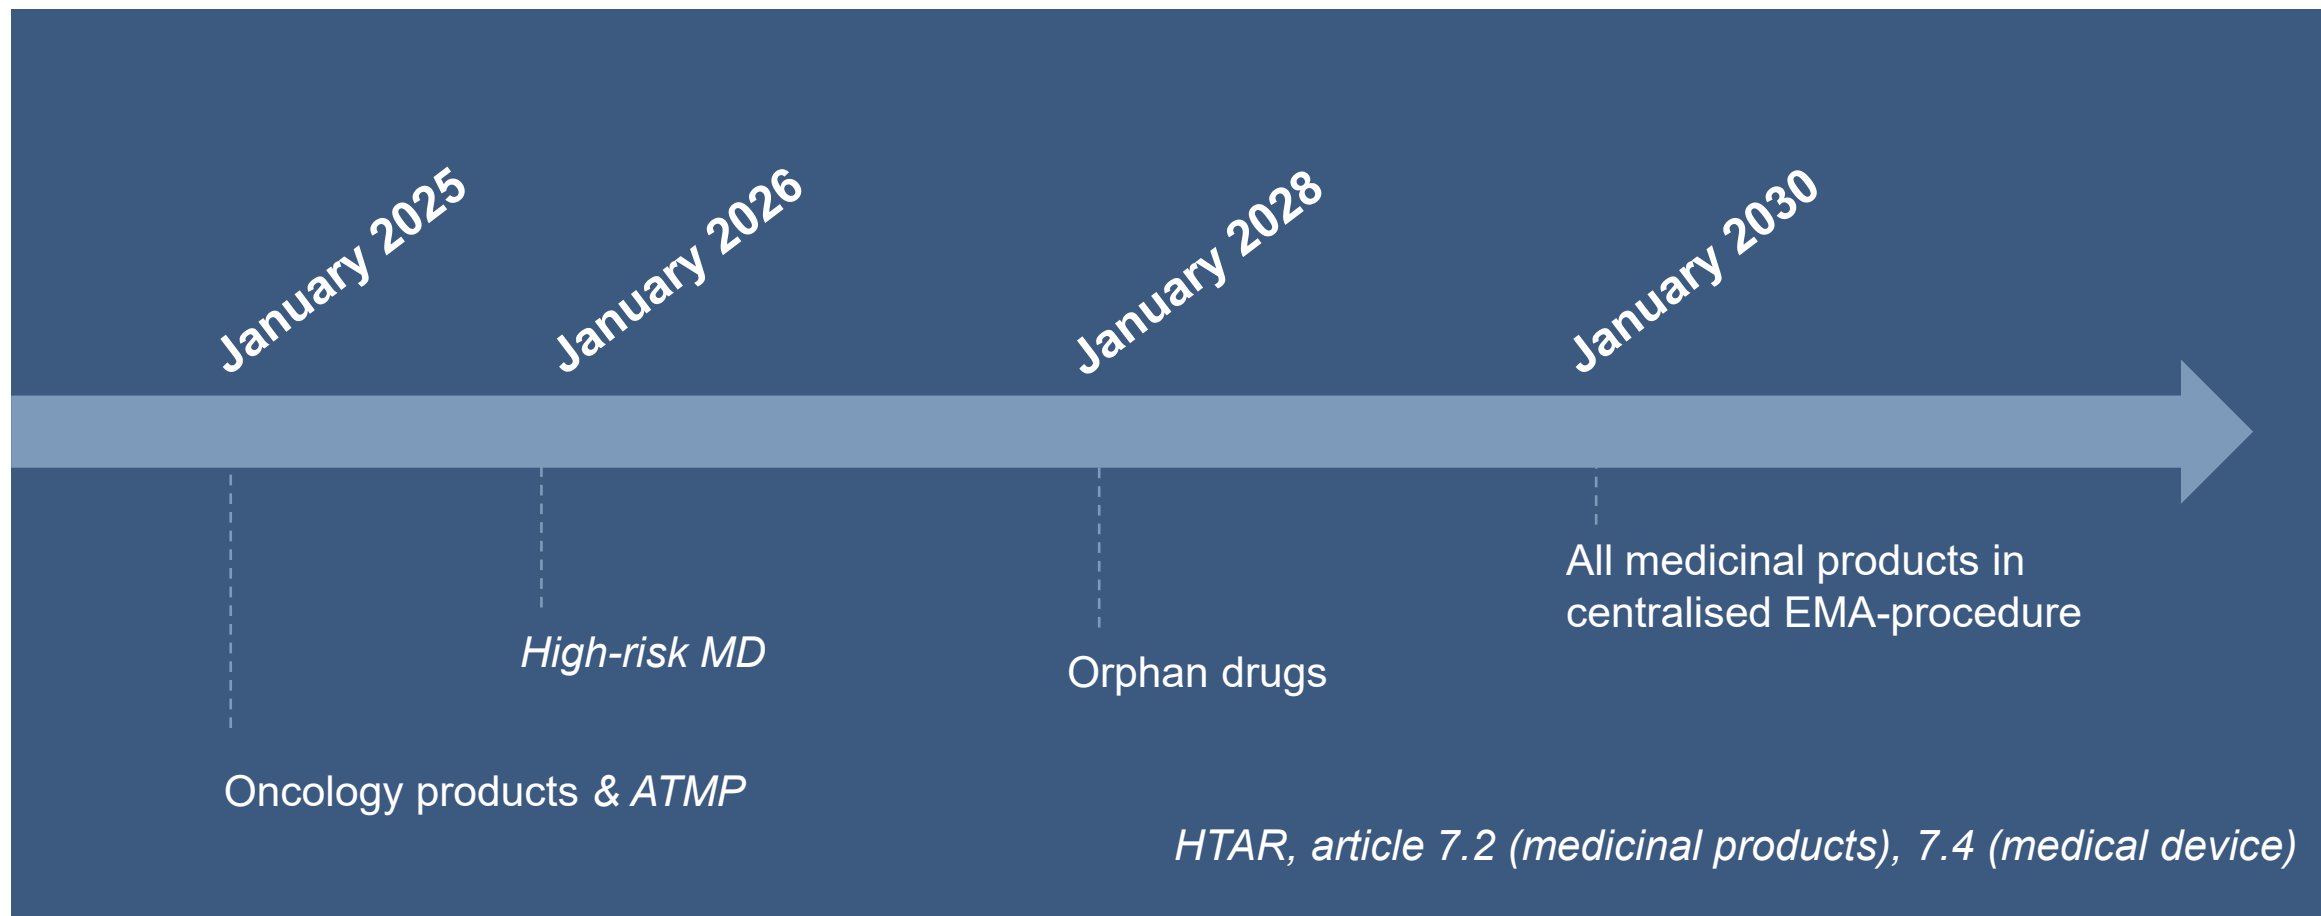 January 2025
January 2026
January 2028
January 2030
All medicinal products in
centralised EMA-procedure
High-risk MD
Orphan drugs
Oncology products & ATMP
HTAR, article 7.2 (medicinal products), 7.4 (medical device)